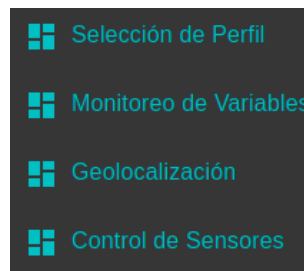 Selección de Perfil
Monitoreo de Variables
Geolocalización
Control de Sensores